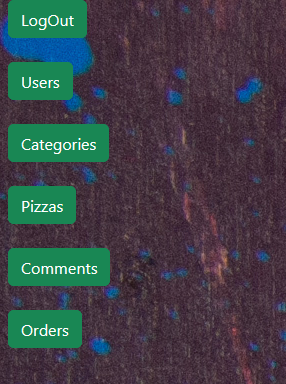 LogOut
Users
Categories
Pizzas
Comments
Orders